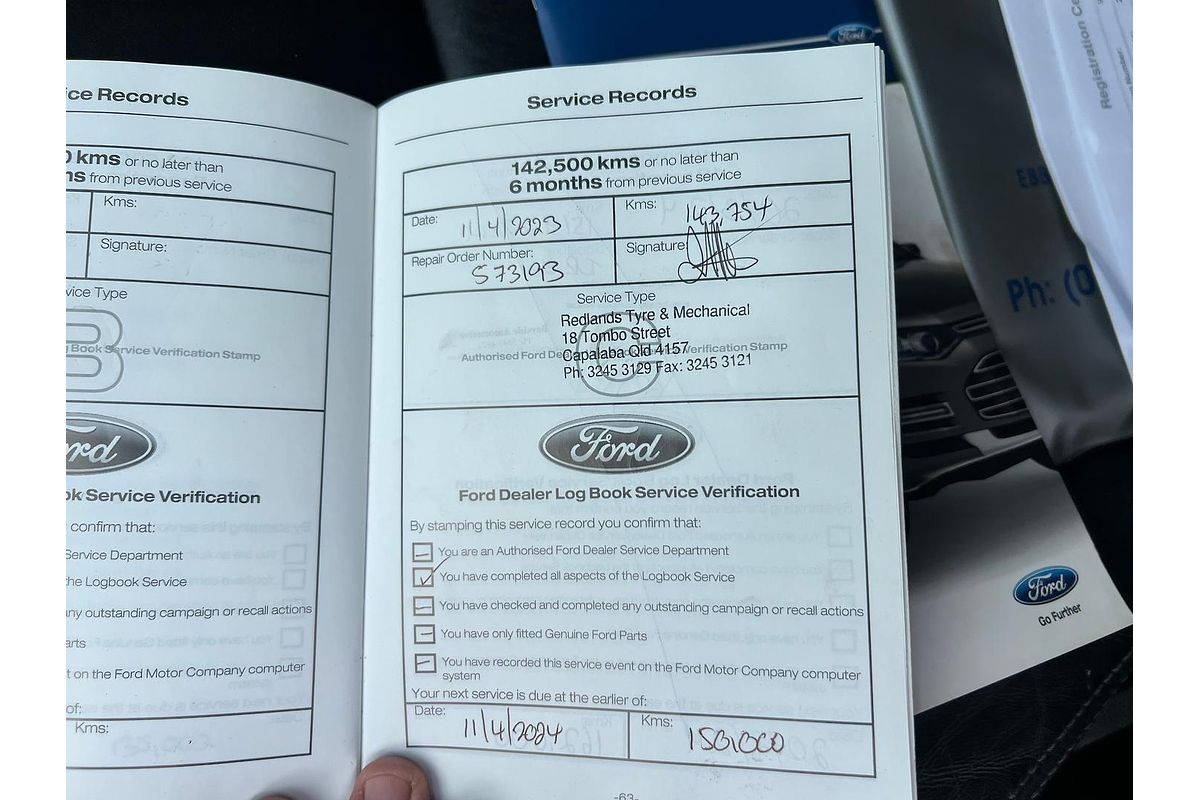 ce Records
kms or no later than
ns from previous service
Kms:
Signature:
vice Type
B
Book Service Verification Stamp
ok Service Verification
confirm that:
Service Department
he Logbook Service
ny outstanding campaign or recall actions
arts
t on the Ford Motor Company computer
of:
Kms:
Service Records
142,500 kms or no later than
6 months from previous service
Date: 11/4/2023 Kms: 143,754
Repair Order Number: 573193 Signature:
Service Type
Redlands Tyre & Mechanical
18 Tombo Street
Capalaba Qld 4157
Ph: 3245 3129 Fax: 3245 3121
Authorised Ford De Verification Stamp
C
Ford
Ford Dealer Log Book Service Verification
By stamping this service record you confirm that:
You are an Authorised Ford Dealer Service Department
You have completed all aspects of the Logbook Service
You have checked and completed any outstanding campaign or recall actions
You have only fitted Genuine Ford Parts
You have recorded this service event on the Ford Motor Company computer
system
Your next service is due at the earlier of:
Date: 11/4/2024 Kms: 150,000
-63-
Ford
Registration Ce
Ph: (0
Ford
Go Further